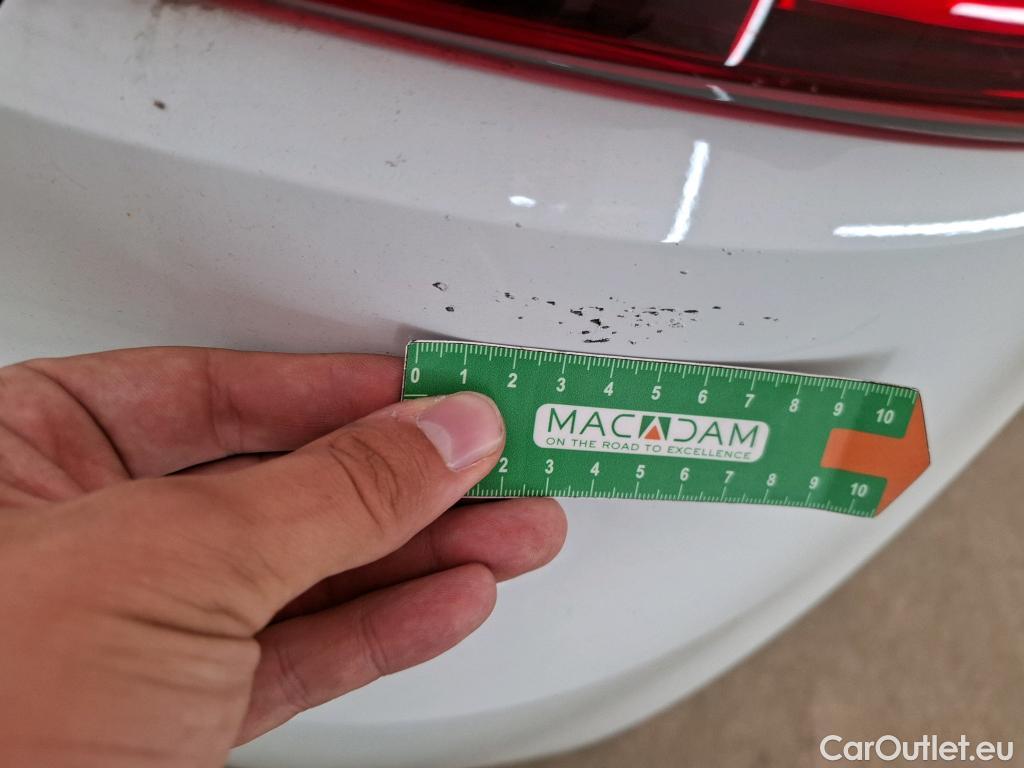 0 1 2 3 4 5 6 7 8 9 10
MACADAM
ON THE ROAD TO EXCELLENCE
2 3 4 5 6 7 8 9 10
CarOutlet.eu